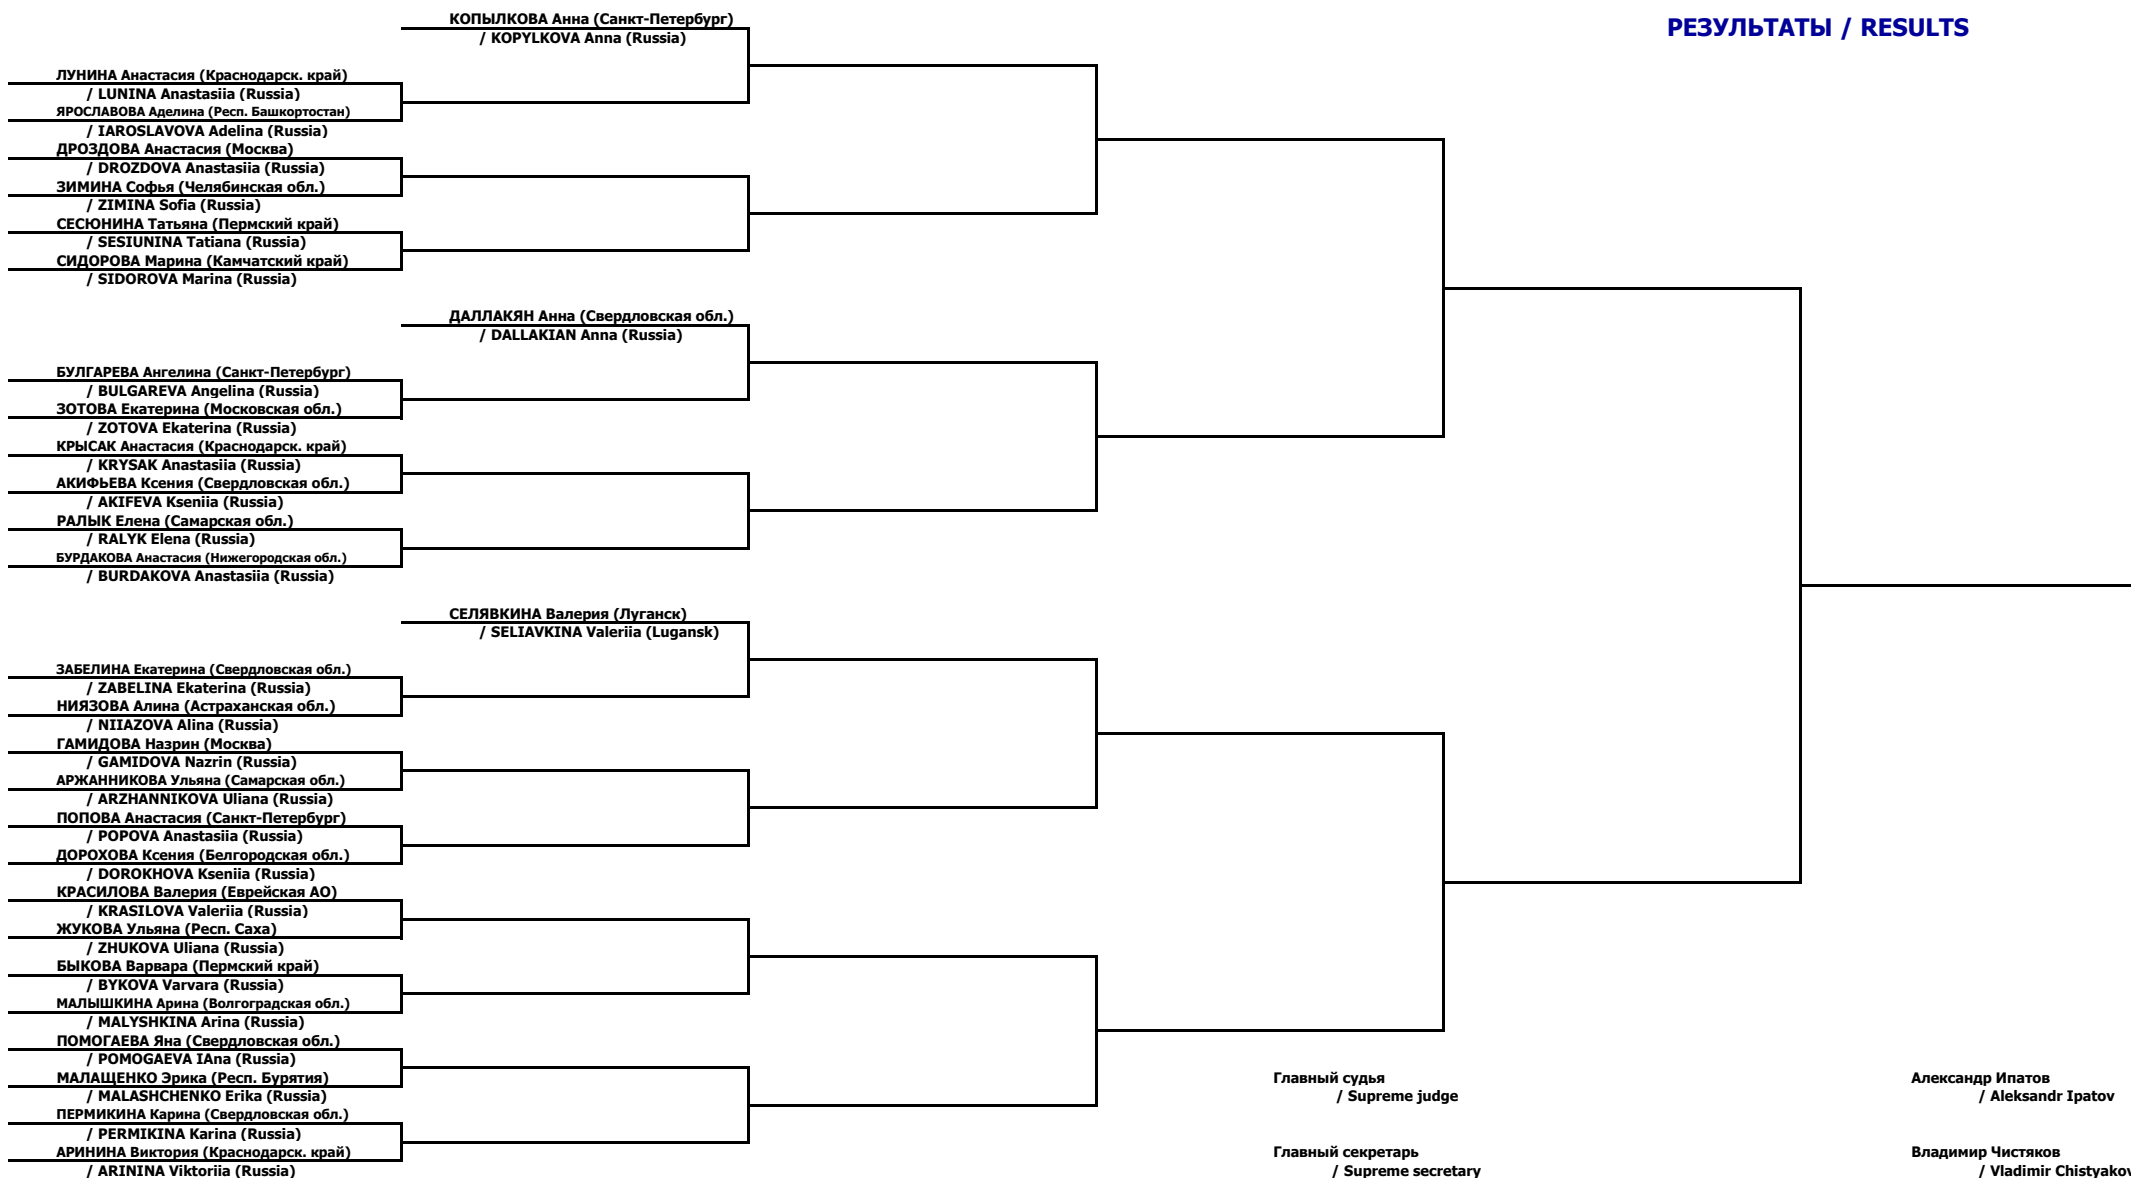 КОПЫЛКОВА Анна (Санкт-Петербург)
/ KOPYLKOVA Anna (Russia)
РЕЗУЛЬТАТЫ / RESULTS
ЛУНИНА Анастасия (Краснодарск. край)
/ LUNINA Anastasiia (Russia)
ЯРОСЛАВОВА Аделина (Респ. Башкортостан)
/ IAROSLAVOVA Adelina (Russia)
ДРОЗДОВА Анастасия (Москва)
/ DROZDOVA Anastasiia (Russia)
ЗИМИНА Софья (Челябинская обл.)
/ ZIMINA Sofia (Russia)
СЕСЮНИНА Татьяна (Пермский край)
/ SESIUNINA Tatiana (Russia)
СИДОРОВА Марина (Камчатский край)
/ SIDOROVA Marina (Russia)
ДАЛЛАКЯН Анна (Свердловская обл.)
/ DALLAKIAN Anna (Russia)
БУЛГАРЕВА Ангелина (Санкт-Петербург)
/ BULGAREVA Angelina (Russia)
ЗОТОВА Екатерина (Московская обл.)
/ ZOTOVA Ekaterina (Russia)
КРЫСАК Анастасия (Краснодарск. край)
/ KRYSAK Anastasiia (Russia)
АКИФЬЕВА Ксения (Свердловская обл.)
/ AKIFEVA Kseniia (Russia)
РАЛЫК Елена (Самарская обл.)
/ RALYK Elena (Russia)
БУРДАКОВА Анастасия (Нижегородская обл.)
/ BURDAKOVA Anastasiia (Russia)
СЕЛЯВКИНА Валерия (Луганск)
/ SELIAVKINA Valeriia (Lugansk)
ЗАБЕЛИНА Екатерина (Свердловская обл.)
/ ZABELINA Ekaterina (Russia)
НИЯЗОВА Алина (Астраханская обл.)
/ NIIAZOVA Alina (Russia)
ГАМИДОВА Назрин (Москва)
/ GAMIDOVA Nazrin (Russia)
АРЖАННИКОВА Ульяна (Самарская обл.)
/ ARZHANNIKOVA Uliana (Russia)
ПОПОВА Анастасия (Санкт-Петербург)
/ POPOVA Anastasiia (Russia)
ДОРОХОВА Ксения (Белгородская обл.)
/ DOROKHOVA Kseniia (Russia)
КРАСИЛОВА Валерия (Еврейская АО)
/ KRASILOVA Valeriia (Russia)
ЖУКОВА Ульяна (Респ. Саха)
/ ZHUKOVA Uliana (Russia)
БЫКОВА Варвара (Пермский край)
/ BYKOVA Varvara (Russia)
МАЛЫШКИНА Арина (Волгоградская обл.)
/ MALYSHKINA Arina (Russia)
ПОМОГАЕВА Яна (Свердловская обл.)
/ POMOGAEVA IAna (Russia)
МАЛАЩЕНКО Эрика (Респ. Бурятия)
/ MALASHCHENKO Erika (Russia)
ПЕРМИКИНА Карина (Свердловская обл.)
/ PERMIKINA Karina (Russia)
АРИНИНА Виктория (Краснодарск. край)
/ ARININA Viktoriia (Russia)
Главный судья
/ Supreme judge
Александр Ипатов
/ Aleksandr Ipatov
Главный секретарь
/ Supreme secretary
Владимир Чистяков
/ Vladimir Chistyakov